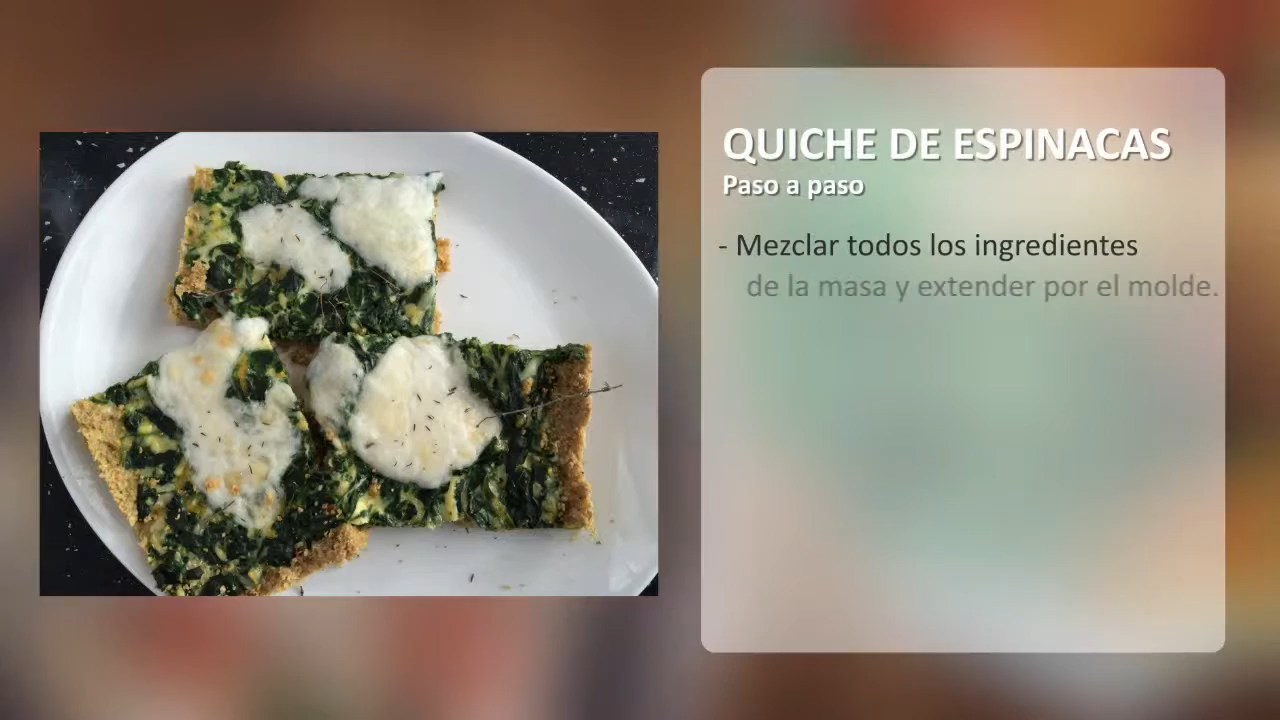 QUICHE DE ESPINACAS
Paso a paso
- Mezclar todos los ingredientes
de la masa y extender por el molde.